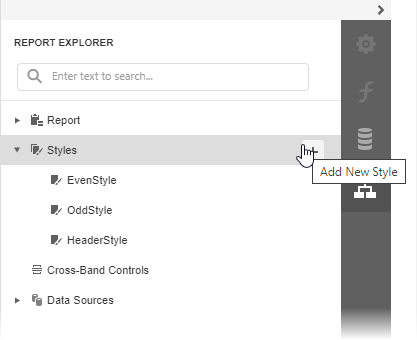 REPORT EXPLORER
Enter text to search...
Report
Styles
Add New Style
EvenStyle
OddStyle
HeaderStyle
Cross-Band Controls
Data Sources